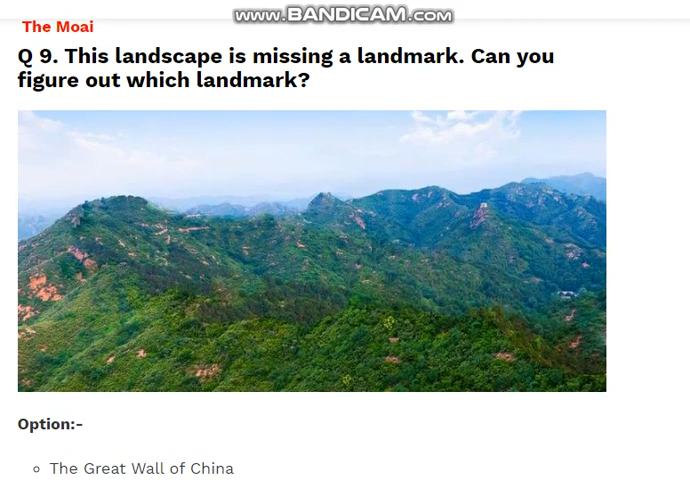 www.BANDICAM.com
The Moai
Q 9. This landscape is missing a landmark. Can you
figure out which landmark?
Option:-
The Great Wall of China